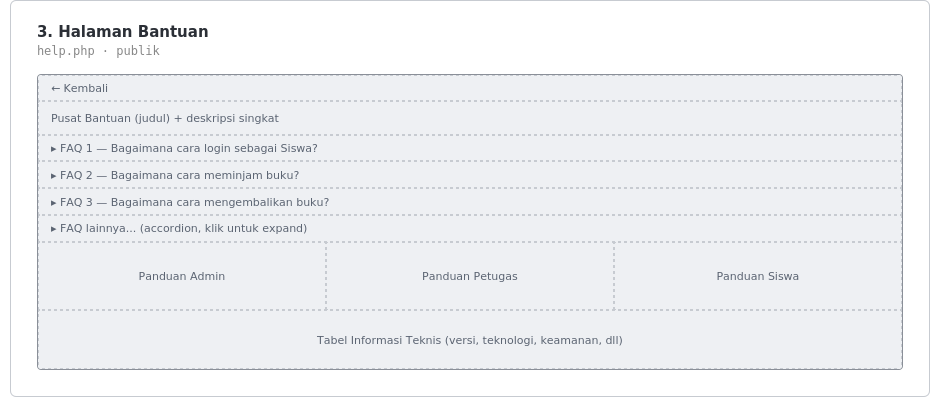 3. Halaman Bantuan
help.php · publik
← Kembali
Pusat Bantuan (judul) + deskripsi singkat
▸ FAQ 1 — Bagaimana cara login sebagai Siswa?
▸ FAQ 2 — Bagaimana cara meminjam buku?
▸ FAQ 3 — Bagaimana cara mengembalikan buku?
▸ FAQ lainnya... (accordion, klik untuk expand)
Panduan Admin
Panduan Petugas
Panduan Siswa
Tabel Informasi Teknis (versi, teknologi, keamanan, dll)